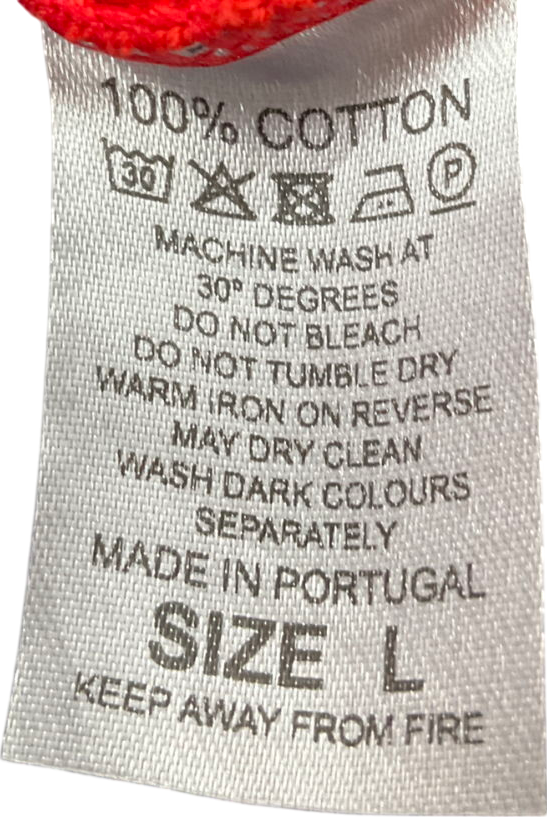 100% COTTON
30 P
MACHINE WASH AT
30° DEGREES
DO NOT BLEACH
DO NOT TUMBLE DRY
WARM IRON ON REVERSE
MAY DRY CLEAN
WASH DARK COLOURS
SEPARATELY
MADE IN PORTUGAL
SIZE L
KEEP AWAY FROM FIRE